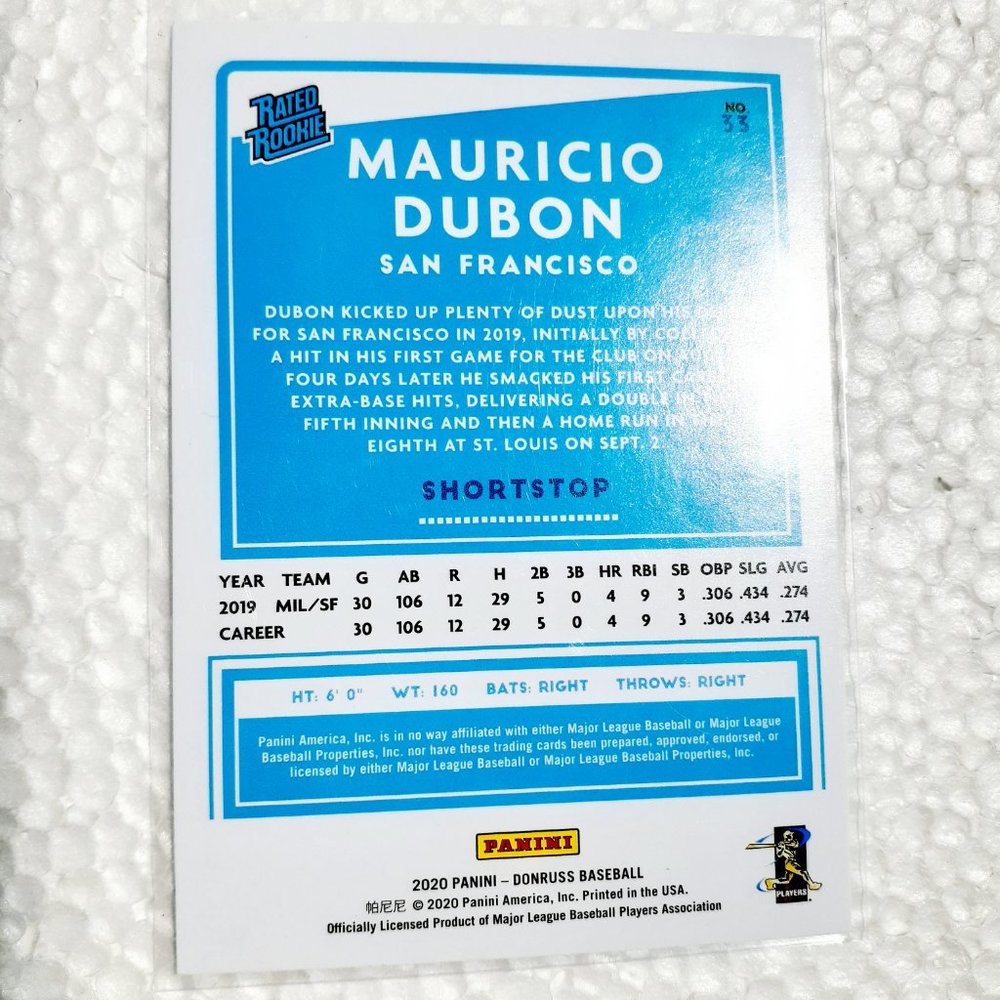 RATED
ROOKIE
NO.
33
MAURICIO
DUBON
SAN FRANCISCO
DUBON KICKED UP PLENTY OF DUST UPON HIS
FOR SAN FRANCISCO IN 2019, INITIALLY BY
A HIT IN HIS FIRST GAME FOR THE CLUB ON
FOUR DAYS LATER HE SMACKED HIS FIRST
EXTRA-BASE HITS, DELIVERING A DOUBLE IN
FIFTH INNING AND THEN A HOME RUN IN
EIGHTH AT ST. LOUIS ON SEPT. 2
SHORTSTOP
YEAR TEAM G AB R H 2B 3B HR RBI SB OBP SLG AVG
2019 MIL/SF 30 106 12 29 5 0 4 9 3 .306 .434 .274
CAREER 30 106 12 29 5 0 4 9 3 .306 .434 .274
HT: 6' 0" WT: 160 BATS: RIGHT THROWS: RIGHT
Panini America, Inc. is in no way affiliated with either Major League Baseball or Major League
Baseball Properties, Inc. nor have these trading cards been prepared, approved, endorsed, or
licensed by either Major League Baseball or Major League Baseball Properties, Inc.
PANINI
2020 PANINI – DONRUSS BASEBALL
帕尼尼 © 2020 Panini America, Inc. Printed in the USA.
Officially Licensed Product of Major League Baseball Players Association
PLAYERS